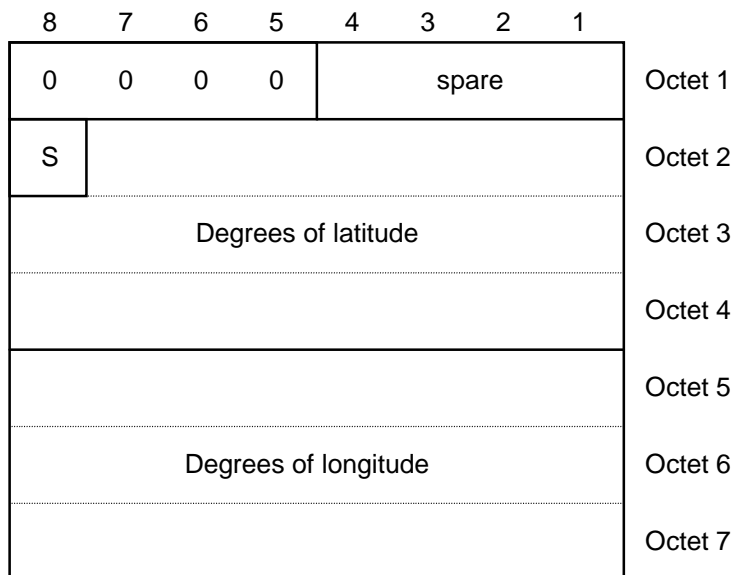 8 7 6 5 4 3 2 1
0 0 0 0 spare Octet 1
S Octet 2
Degrees of latitude Octet 3
Octet 4
Octet 5
Degrees of longitude Octet 6
Octet 7